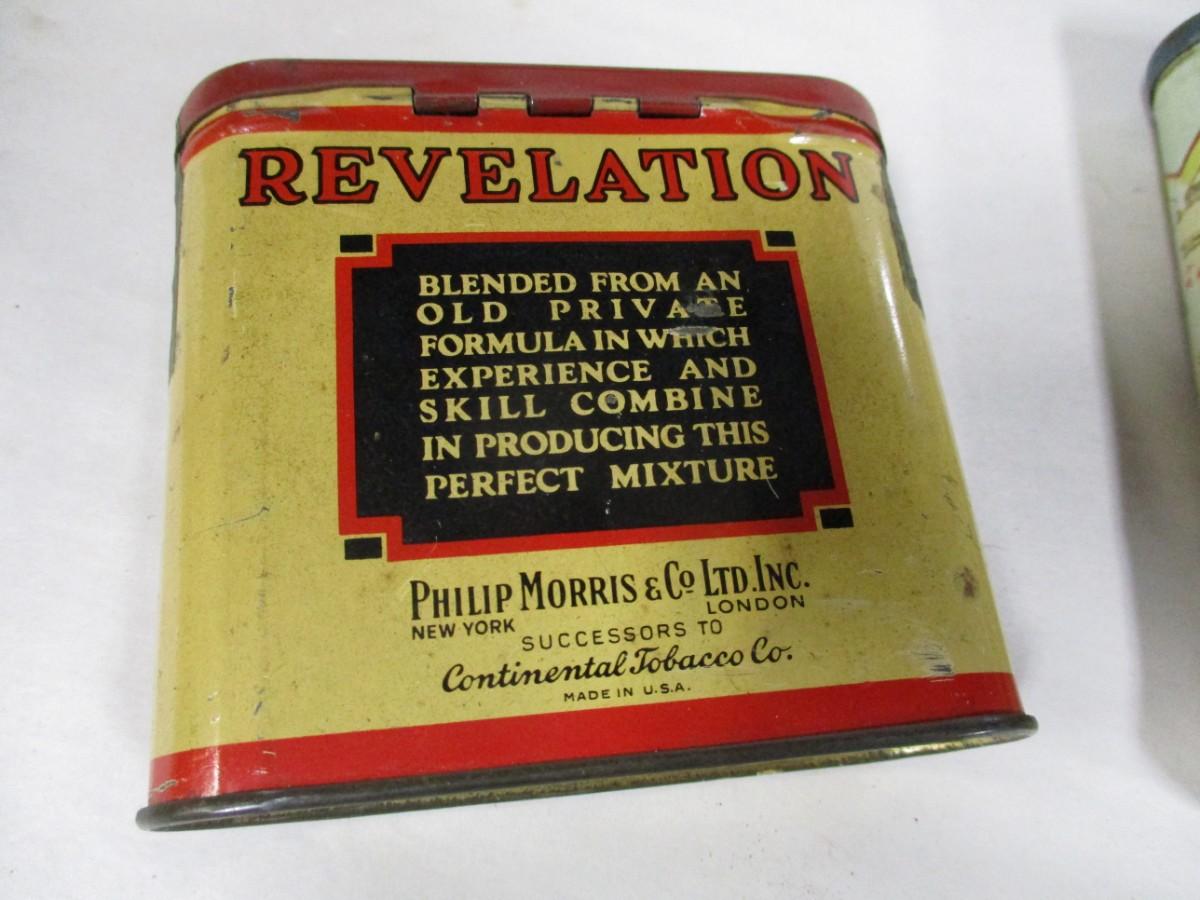 REVELATION
BLENDED FROM AN
OLD PRIVATE
FORMULA IN WHICH
EXPERIENCE AND
SKILL COMBINE
IN PRODUCING THIS
PERFECT MIXTURE
PHILIP MORRIS & Co LTD. INC.
NEW YORK LONDON
SUCCESSORS TO
Continental Tobacco Co.
MADE IN U.S.A.